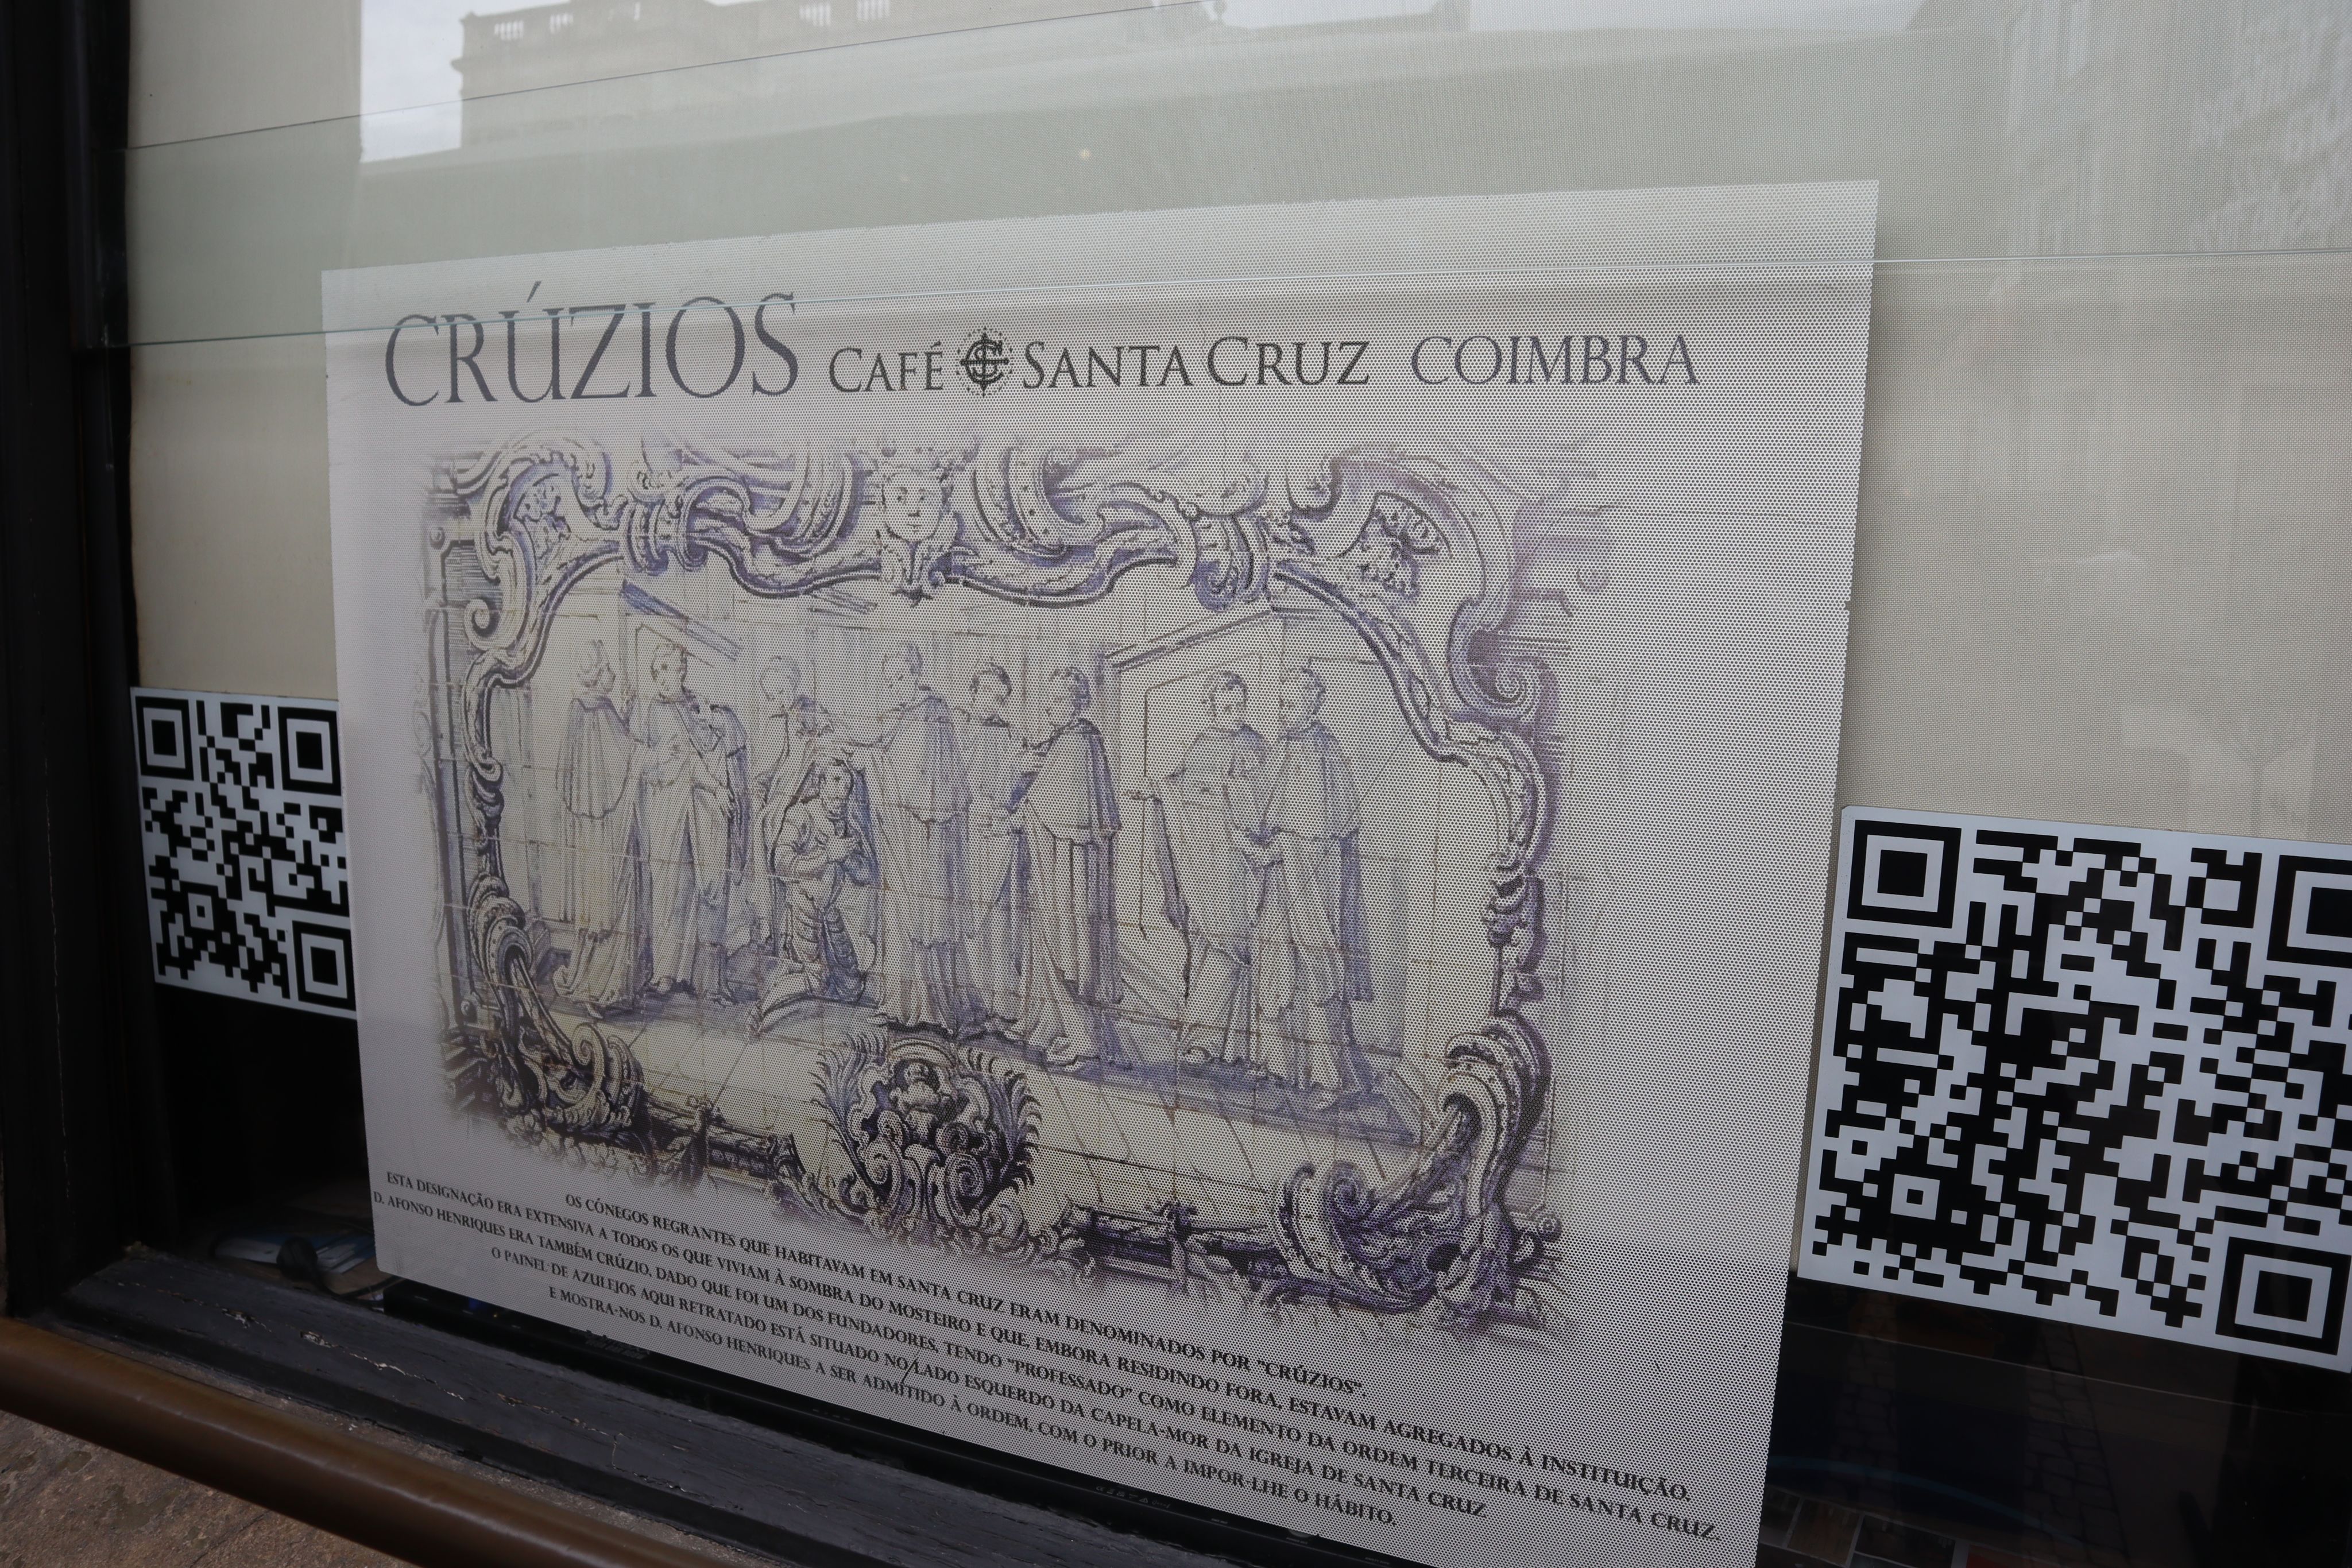 CRÚZIOS CAFÉ SANTA CRUZ COIMBRA
OS CÓNEGOS REGRANTES QUE HABITAVAM EM SANTA CRUZ ERAM DENOMINADOS POR "CRÚZIOS".
ESTA DESIGNAÇÃO ERA EXTENSIVA A TODOS OS QUE VIVIAM À SOMBRA DO MOSTEIRO E QUE, EMBORA RESIDINDO FORA, ESTAVAM AGREGADOS À INSTITUIÇÃO.
D. AFONSO HENRIQUES ERA TAMBÉM CRÚZIO, DADO QUE FOI UM DOS FUNDADORES, TENDO "PROFESSADO" COMO ELEMENTO DA ORDEM TERCEIRA DE SANTA CRUZ.
O PAINEL DE AZULEJOS AQUI RETRATADO ESTÁ SITUADO NO LADO ESQUERDO DA CAPELA-MOR DA IGREJA DE SANTA CRUZ
E MOSTRA-NOS D. AFONSO HENRIQUES A SER ADMITIDO À ORDEM, COM O PRIOR A IMPOR-LHE O HÁBITO.